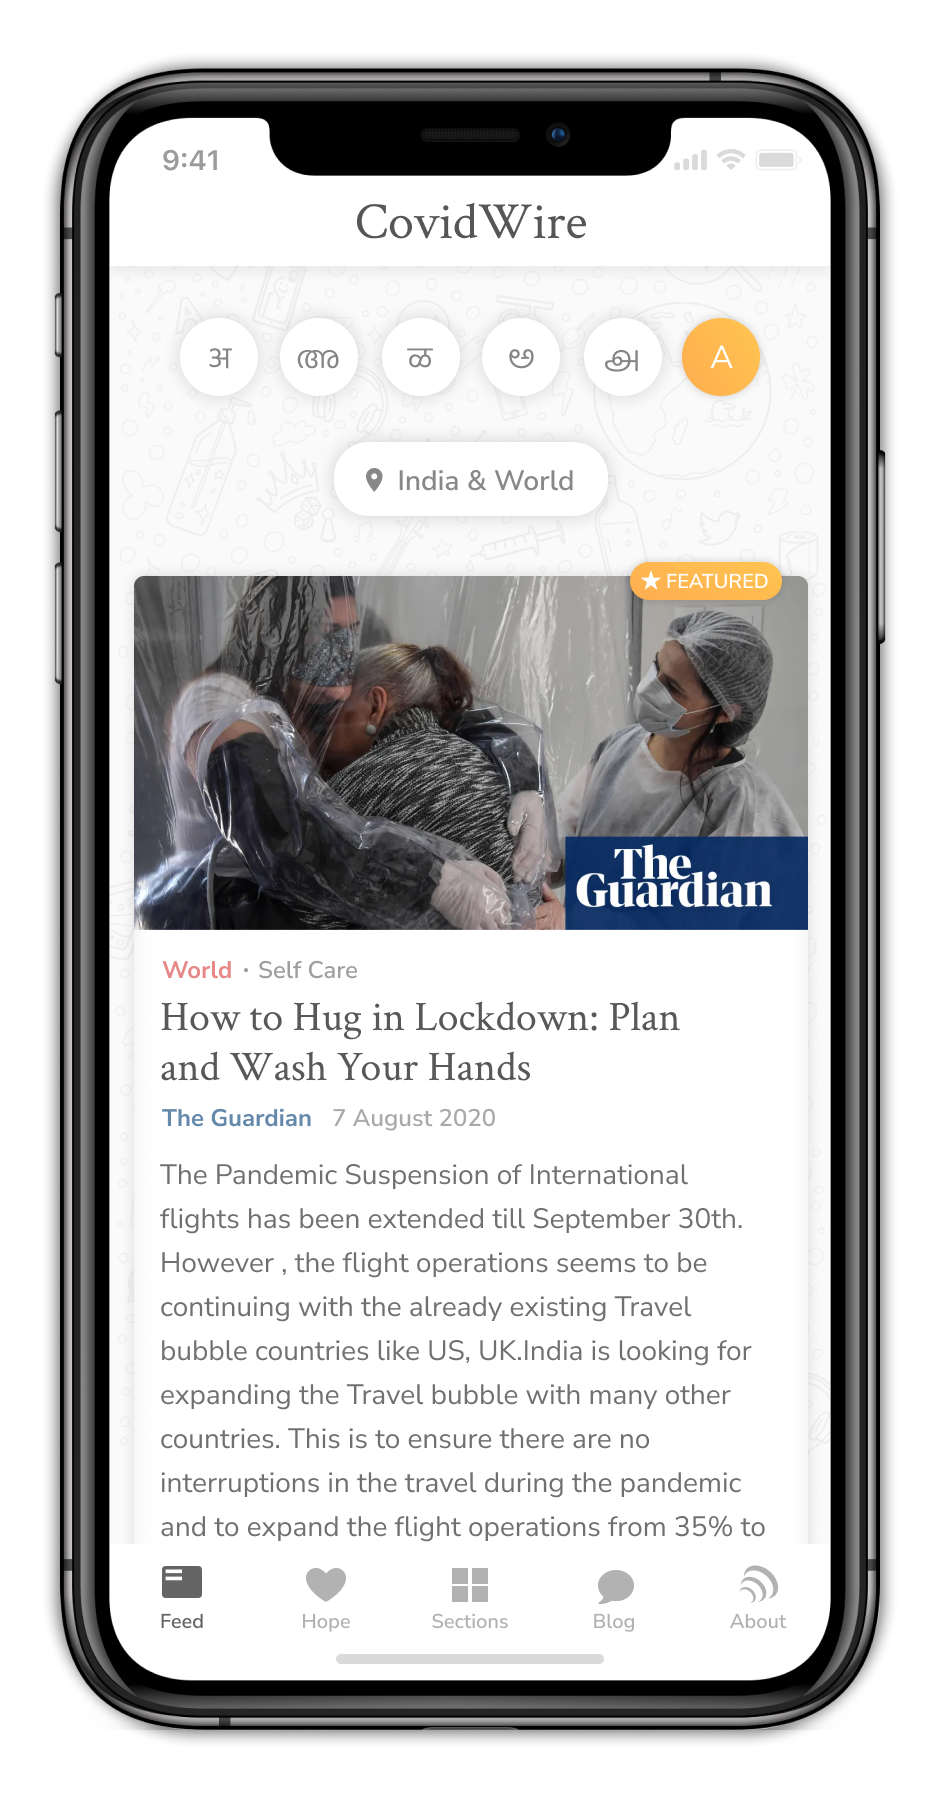 9:41
CovidWire
अ
അ
ळ
ಅ
அ
A
India & World
★ FEATURED
The
Guardian
World · Self Care
How to Hug in Lockdown: Plan
and Wash Your Hands
The Guardian 7 August 2020
The Pandemic Suspension of International
flights has been extended till September 30th.
However , the flight operations seems to be
continuing with the already existing Travel
bubble countries like US, UK.India is looking for
expanding the Travel bubble with many other
countries. This is to ensure there are no
interruptions in the travel during the pandemic
and to expand the flight operations from 35% to
Feed
Hope
Sections
Blog
About